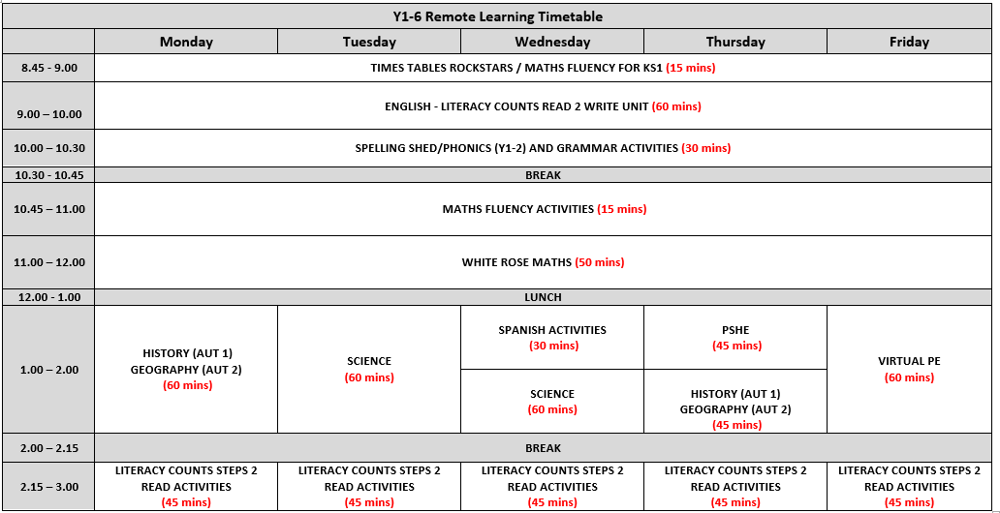 Y1-6 Remote Learning Timetable
Monday Tuesday Wednesday Thursday Friday
8.45 - 9.00 TIMES TABLES ROCKSTARS / MATHS FLUENCY FOR KS1 (15 mins)
9.00 – 10.00 ENGLISH - LITERACY COUNTS READ 2 WRITE UNIT (60 mins)
10.00 – 10.30 SPELLING SHED/PHONICS (Y1-2) AND GRAMMAR ACTIVITIES (30 mins)
10.30 - 10.45 BREAK
10.45 – 11.00 MATHS FLUENCY ACTIVITIES (15 mins)
11.00 – 12.00 WHITE ROSE MATHS (50 mins)
12.00 - 1.00 LUNCH
1.00 – 2.00
HISTORY (AUT 1)
GEOGRAPHY (AUT 2)
(60 mins)
SCIENCE
(60 mins)
SPANISH ACTIVITIES
(30 mins)
SCIENCE
(60 mins)
PSHE
(45 mins)
HISTORY (AUT 1)
GEOGRAPHY (AUT 2)
(45 mins)
VIRTUAL PE
(60 mins)
2.00 – 2.15 BREAK
2.15 – 3.00
LITERACY COUNTS STEPS 2
READ ACTIVITIES
(45 mins)
LITERACY COUNTS STEPS 2
READ ACTIVITIES
(45 mins)
LITERACY COUNTS STEPS 2
READ ACTIVITIES
(45 mins)
LITERACY COUNTS STEPS 2
READ ACTIVITIES
(45 mins)
LITERACY COUNTS STEPS 2
READ ACTIVITIES
(45 mins)